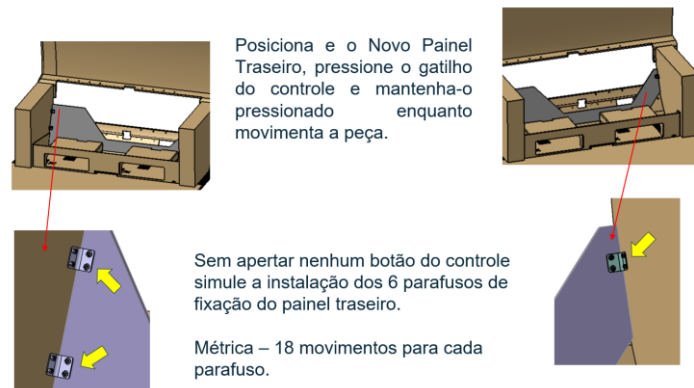 Posiciona e o Novo Painel
Traseiro, pressione o gatilho
do controle e mantenha-o
pressionado enquanto
movimenta a peça.
Sem apertar nenhum botão do controle
simule a instalação dos 6 parafusos de
fixação do painel traseiro.
Métrica – 18 movimentos para cada
parafuso.